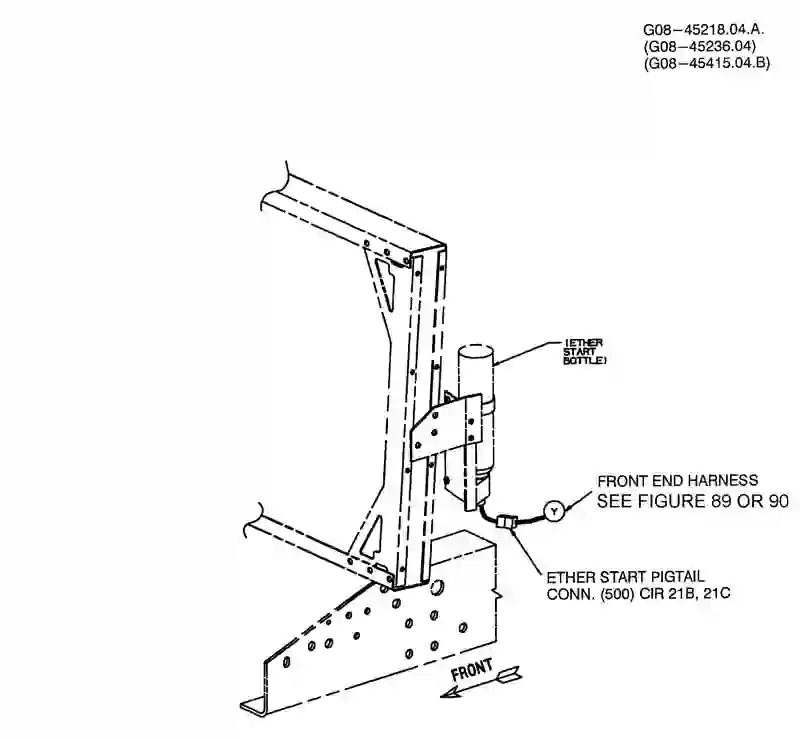 G08-45218.04.A.
(G08-45236.04)
(G08-45415.04.B)
(ETHER
START
BOTTLE)
FRONT END HARNESS
SEE FIGURE 89 OR 90
Y
ETHER START PIGTAIL
CONN. (500) CIR 21B, 21C
FRONT